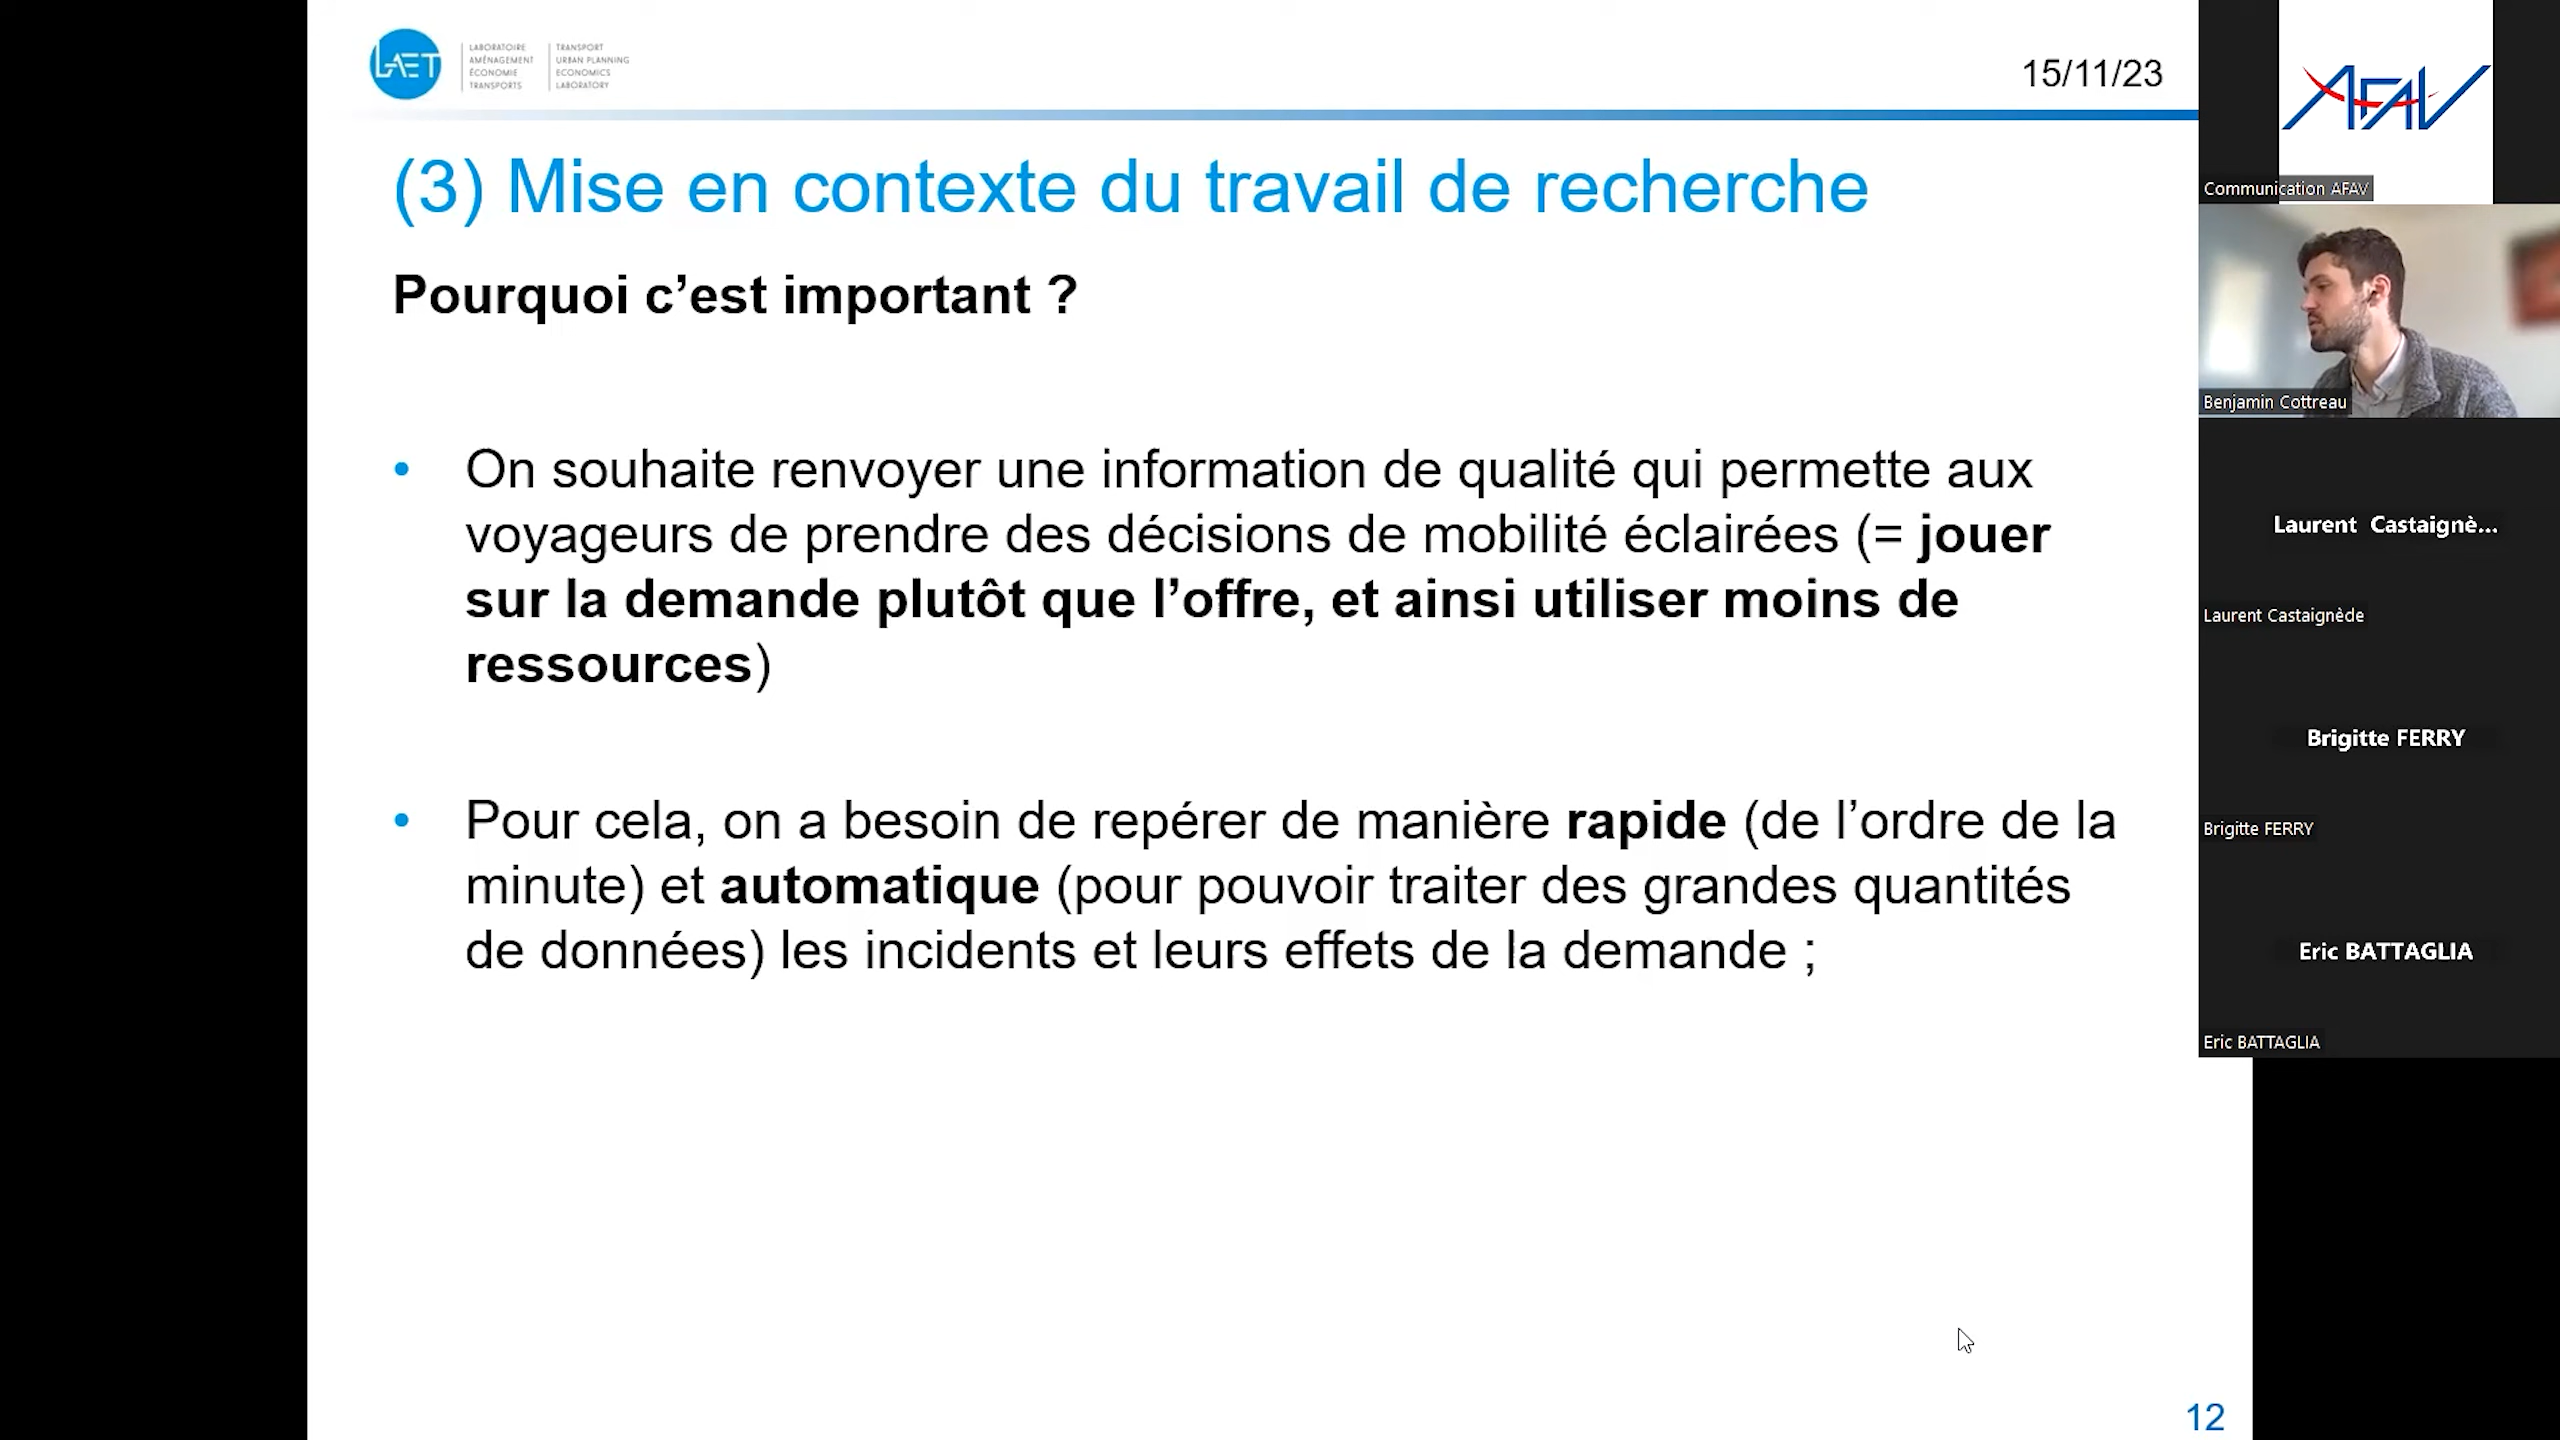 LAET
LABORATOIRE
AMÉNAGEMENT
ÉCONOMIE
TRANSPORTS
TRANSPORT
URBAN PLANNING
ECONOMICS
LABORATORY
15/11/23
(3) Mise en contexte du travail de recherche
Pourquoi c’est important ?
• On souhaite renvoyer une information de qualité qui permette aux
voyageurs de prendre des décisions de mobilité éclairées (= jouer
sur la demande plutôt que l’offre, et ainsi utiliser moins de
ressources)
• Pour cela, on a besoin de repérer de manière rapide (de l’ordre de la
minute) et automatique (pour pouvoir traiter des grandes quantités
de données) les incidents et leurs effets de la demande ;
12
AFAV
Communication AFAV
Benjamin Cottreau
Laurent Castaignè...
Laurent Castaignède
Brigitte FERRY
Brigitte FERRY
Eric BATTAGLIA
Eric BATTAGLIA